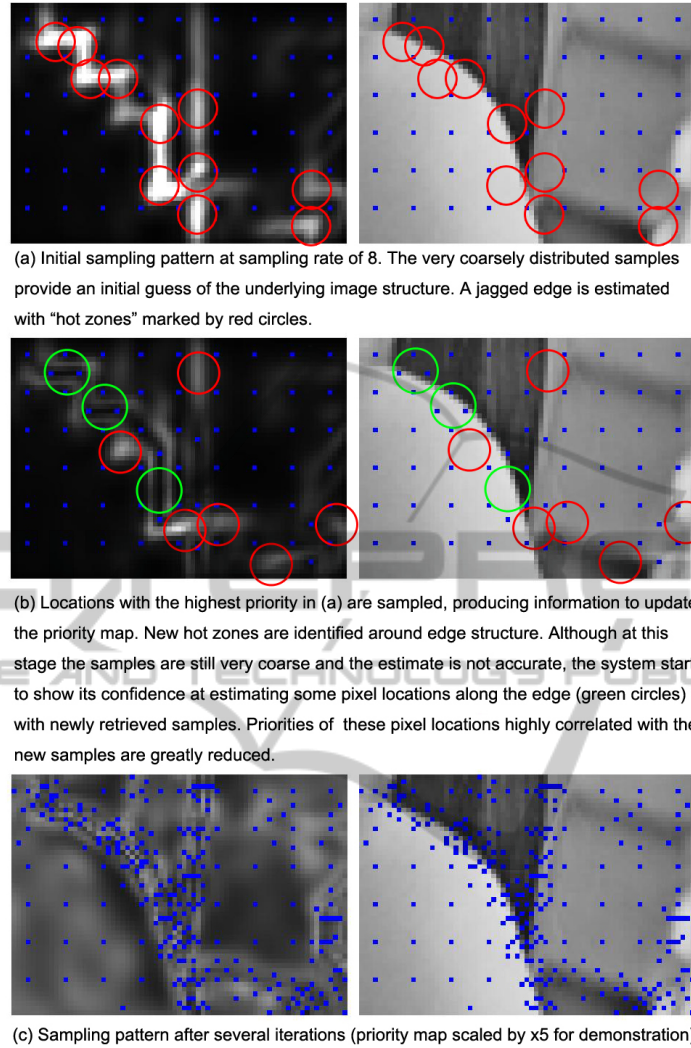 (a) Initial sampling pattern at sampling rate of 8. The very coarsely distributed samples
provide an initial guess of the underlying image structure. A jagged edge is estimated
with “hot zones” marked by red circles.
(b) Locations with the highest priority in (a) are sampled, producing information to update
the priority map. New hot zones are identified around edge structure. Although at this
stage the samples are still very coarse and the estimate is not accurate, the system start
to show its confidence at estimating some pixel locations along the edge (green circles)
with newly retrieved samples. Priorities of these pixel locations highly correlated with the
new samples are greatly reduced.
(c) Sampling pattern after several iterations (priority map scaled by x5 for demonstration)